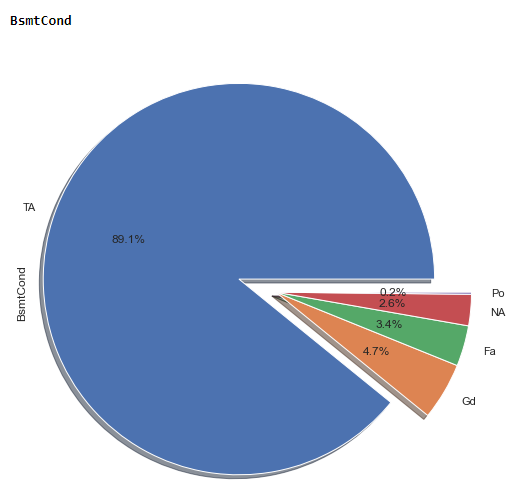 BsmtCond
TA
89.1%
BsmtCond
0.2%
Po
2.6%
NA
3.4%
Fa
4.7%
Gd